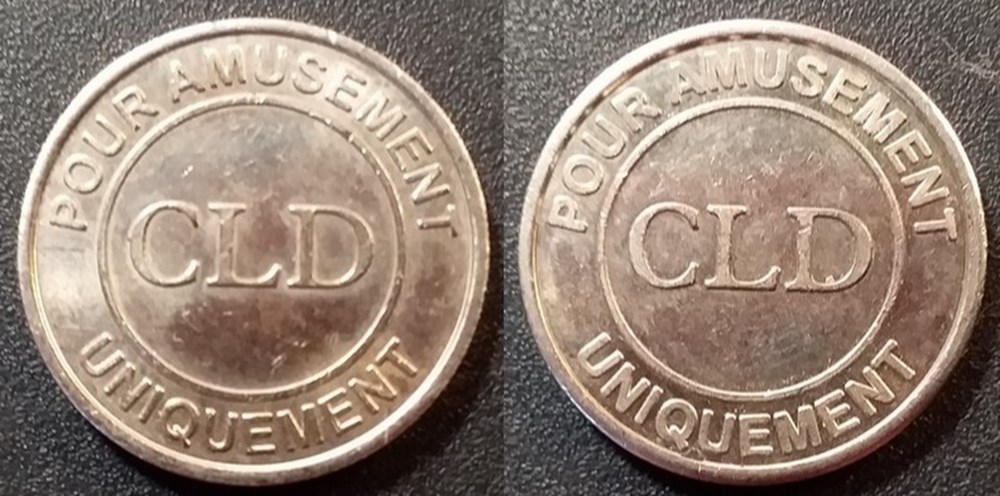 POUR AMUSEMENT
CLD
UNIQUEMENT
POUR AMUSEMENT
CLD
UNIQUEMENT